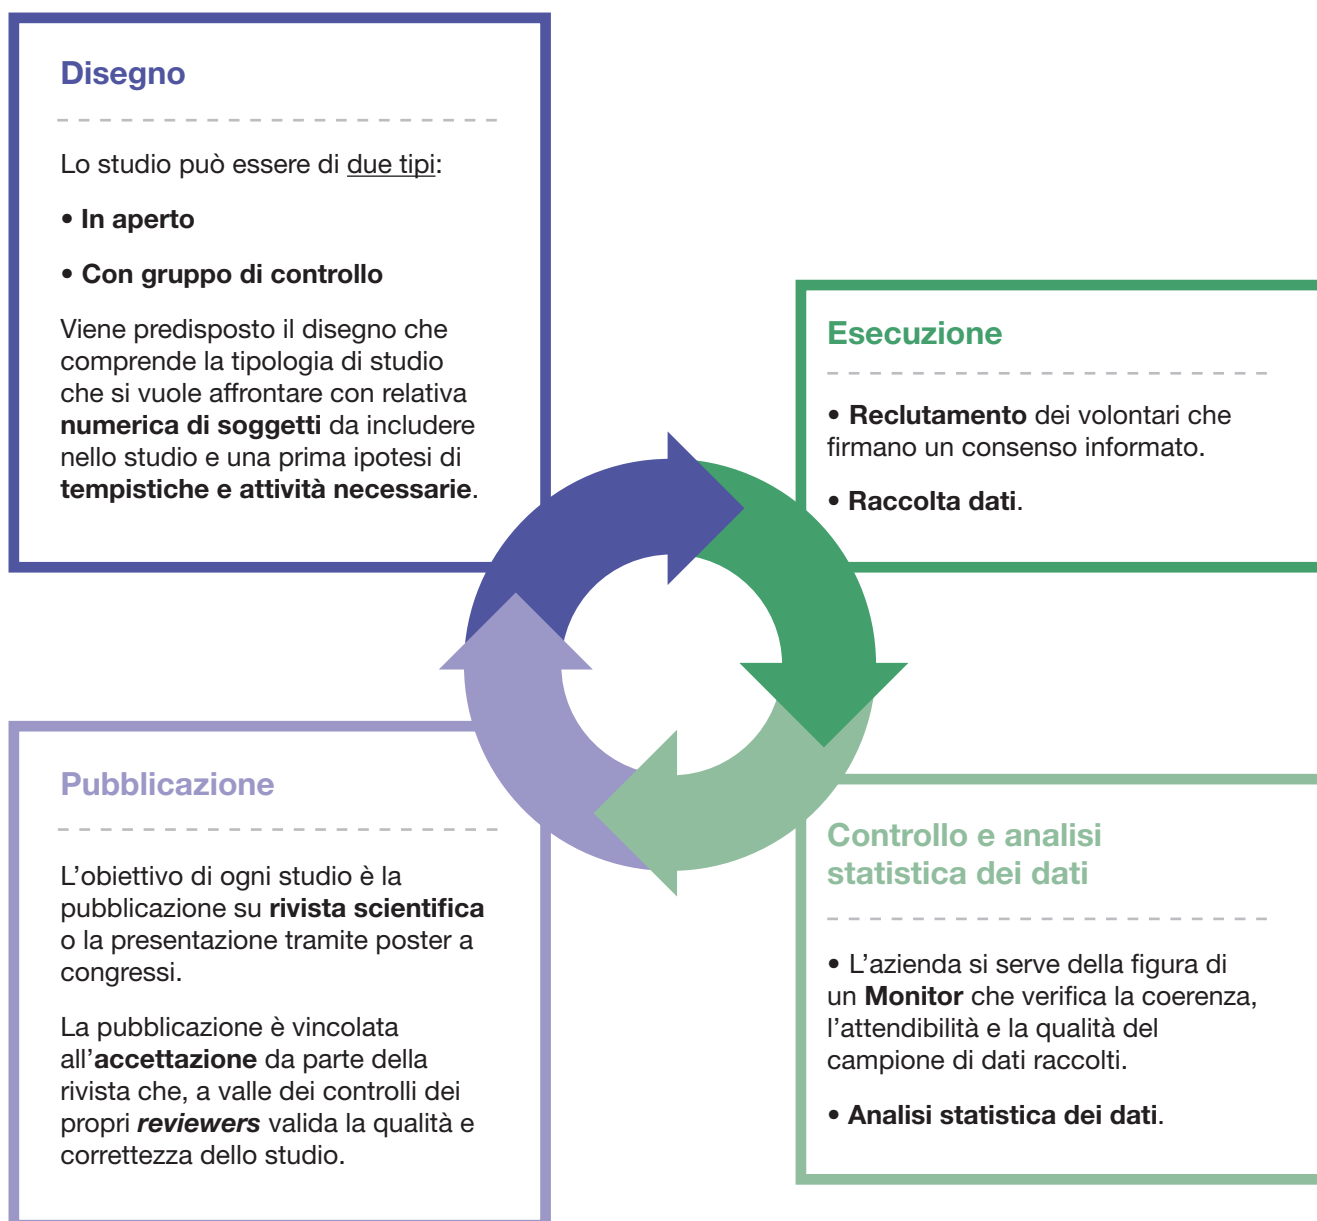 Disegno
Lo studio può essere di due tipi:
• In aperto
• Con gruppo di controllo
Viene predisposto il disegno che
comprende la tipologia di studio
che si vuole affrontare con relativa
numerica di soggetti da includere
nello studio e una prima ipotesi di
tempistiche e attività necessarie.
Esecuzione
• Reclutamento dei volontari che
firmano un consenso informato.
• Raccolta dati.
Controllo e analisi
statistica dei dati
• L’azienda si serve della figura di
un Monitor che verifica la coerenza,
l’attendibilità e la qualità del
campione di dati raccolti.
• Analisi statistica dei dati.
Pubblicazione
L’obiettivo di ogni studio è la
pubblicazione su rivista scientifica
o la presentazione tramite poster a
congressi.
La pubblicazione è vincolata
all’accettazione da parte della
rivista che, a valle dei controlli dei
propri reviewers valida la qualità e
correttezza dello studio.